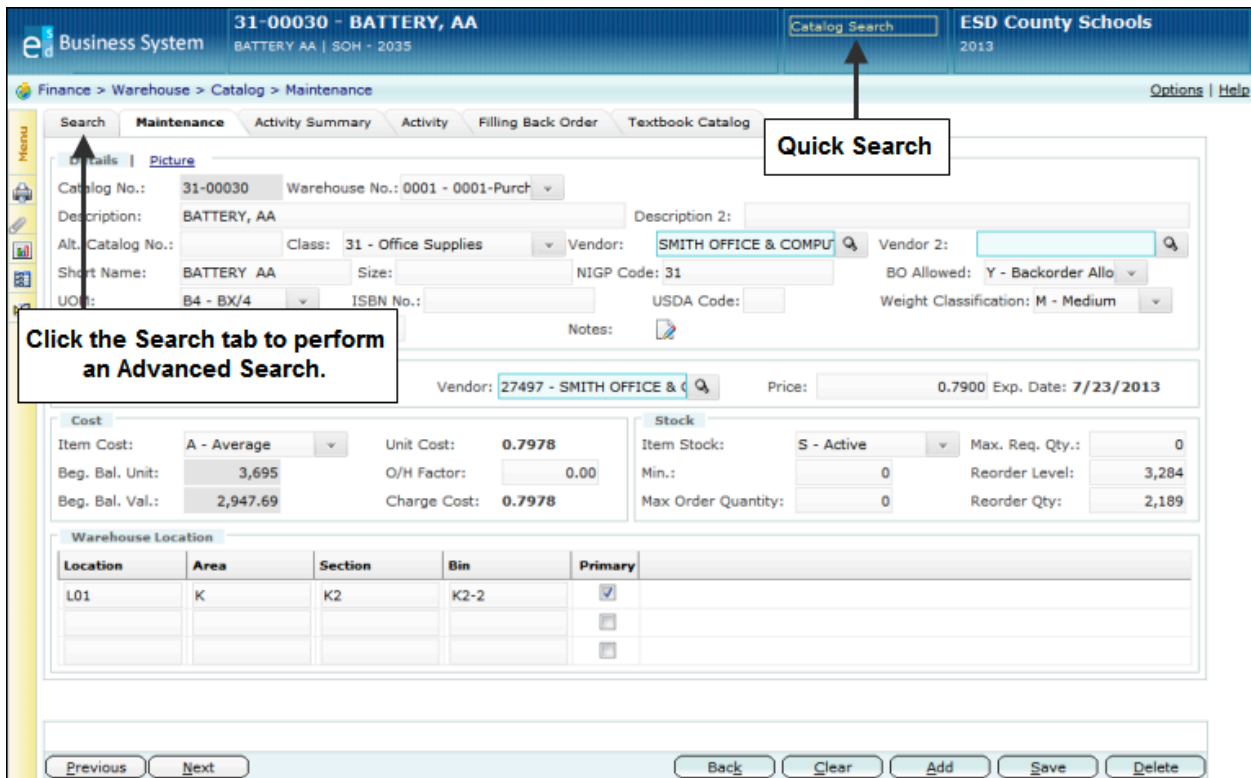 31-00030 - BATTERY, AA
Catalog Search
ESD County Schools
esd Business System
BATTERY AA | SOH - 2035
2013
Finance > Warehouse > Catalog > Maintenance
Options | Help
Menu
Search Maintenance Activity Summary Activity Filling Back Order Textbook Catalog
Quick Search
Details | Picture
Catalog No.: 31-00030 Warehouse No.: 0001 - 0001-Purch
Description: BATTERY, AA Description 2:
Alt. Catalog No.: Class: 31 - Office Supplies Vendor: SMITH OFFICE & COMPUT Vendor 2:
Short Name: BATTERY AA Size: NIGP Code: 31 BO Allowed: Y - Backorder Allo
UOM: B4 - BX/4 ISBN No.: USDA Code: Weight Classification: M - Medium
Notes:
Click the Search tab to perform
an Advanced Search.
Vendor: 27497 - SMITH OFFICE & Price: 0.7900 Exp. Date: 7/23/2013
Cost
Stock
Item Cost: A - Average Unit Cost: 0.7978 Item Stock: S - Active Max. Req. Qty.: 0
Beg. Bal. Unit: 3,695 O/H Factor: 0.00 Min.: 0 Reorder Level: 3,284
Beg. Bal. Val.: 2,947.69 Charge Cost: 0.7978 Max Order Quantity: 0 Reorder Qty: 2,189
Warehouse Location
Location Area Section Bin Primary
L01 K K2 K2-2
Previous Next Back Clear Add Save Delete